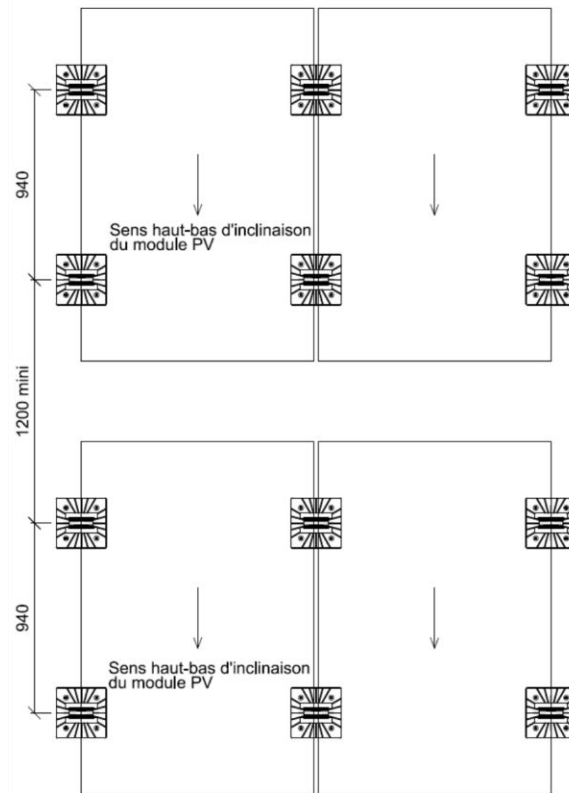 940
Sens haut-bas d'inclinaison
du module PV
1200 mini
940
Sens haut-bas d'inclinaison
du module PV